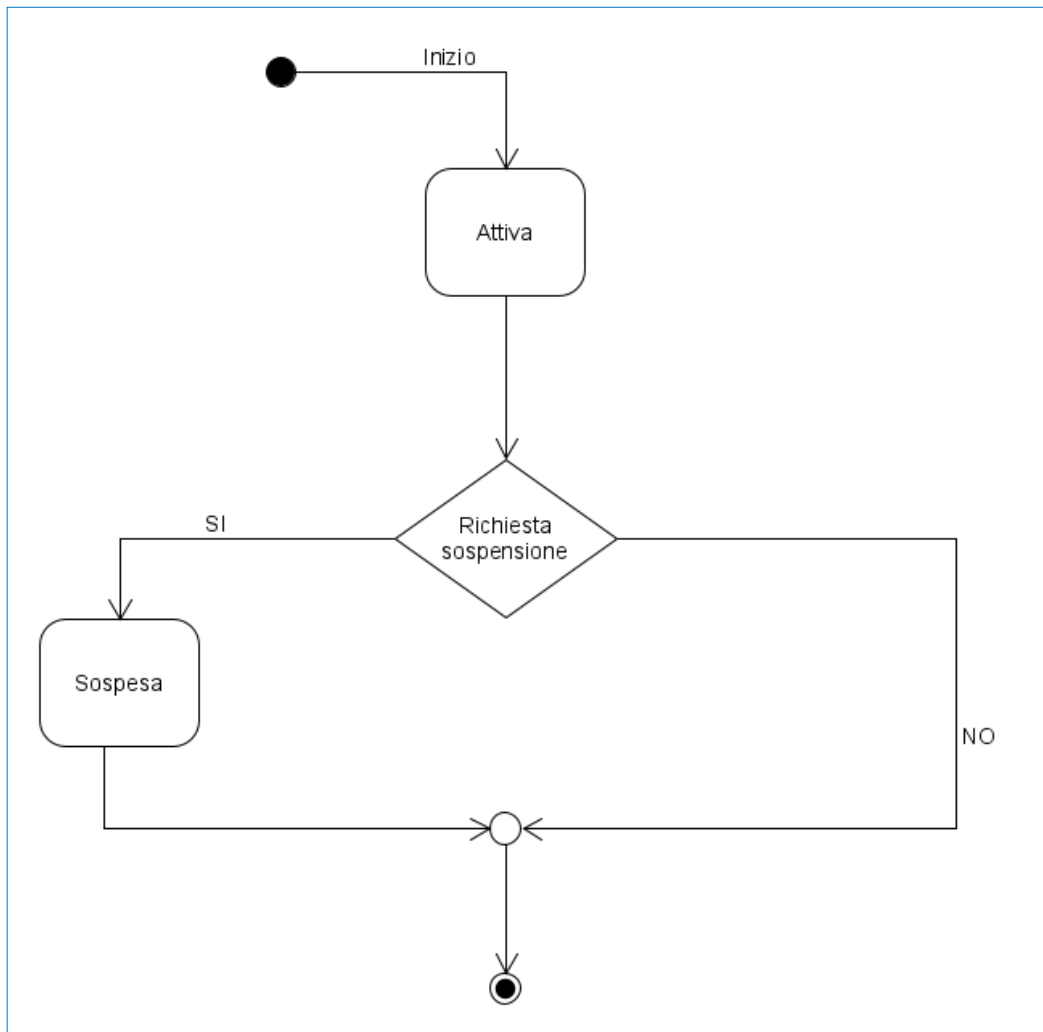 Inizio
Attiva
Richiesta
sospensione
SI
Sospesa
NO